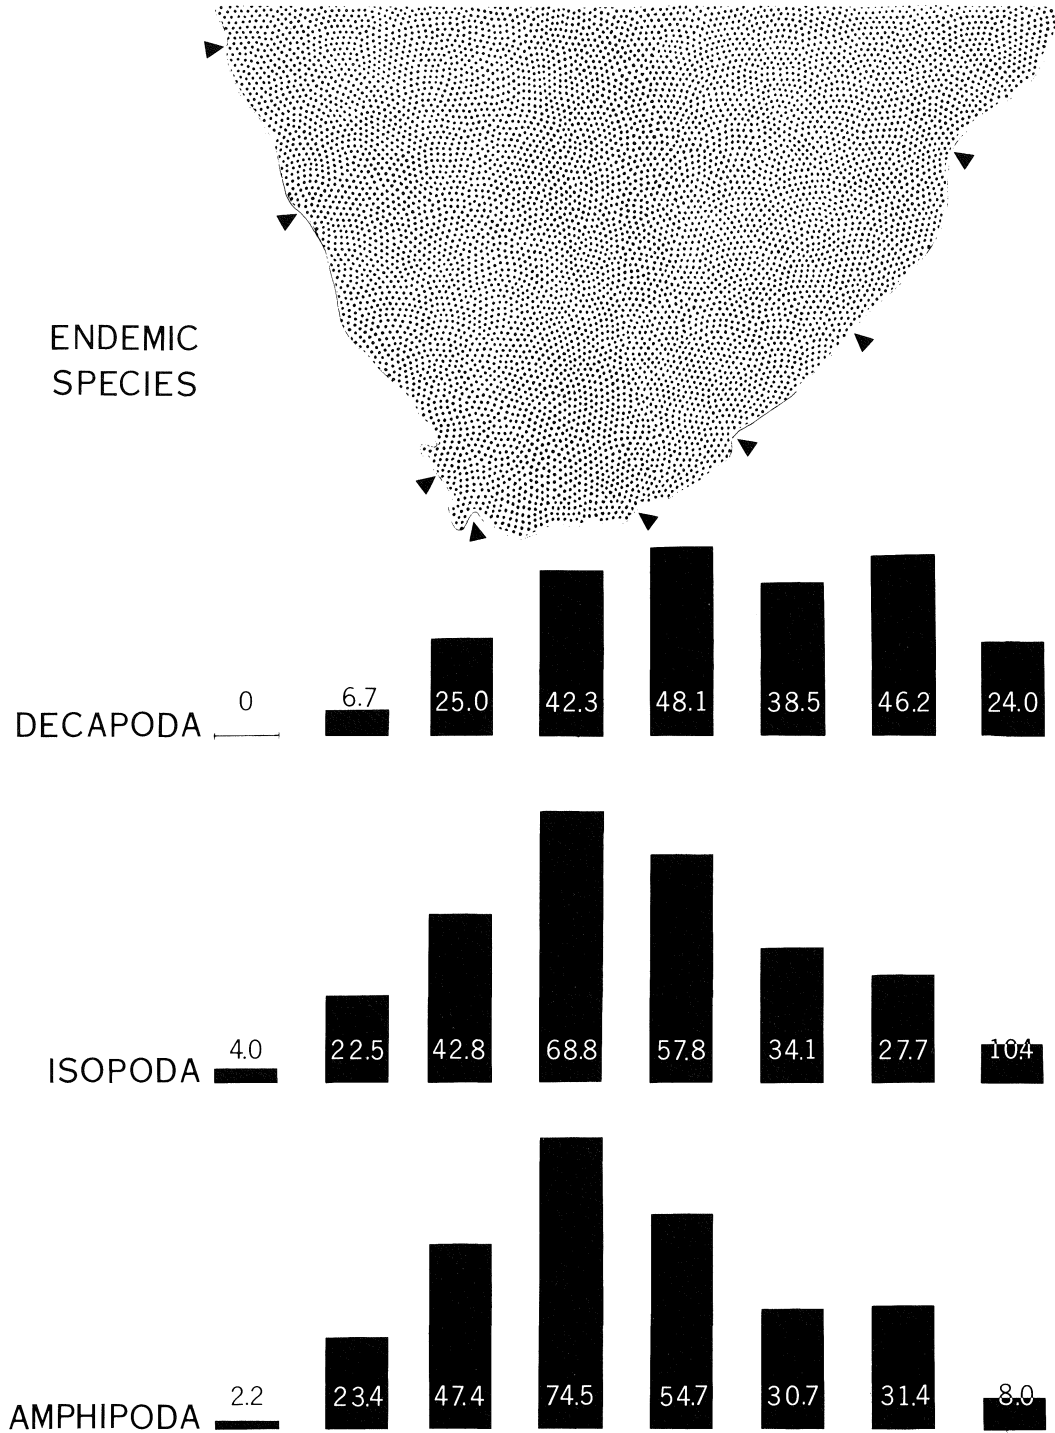 ENDEMIC
SPECIES
0 6.7 25.0 42.3 48.1 38.5 46.2 24.0
DECAPODA
4.0 22.5 42.8 68.8 57.8 34.1 27.7 10.4
ISOPODA
2.2 23.4 47.4 74.5 54.7 30.7 31.4 8.0
AMPHIPODA